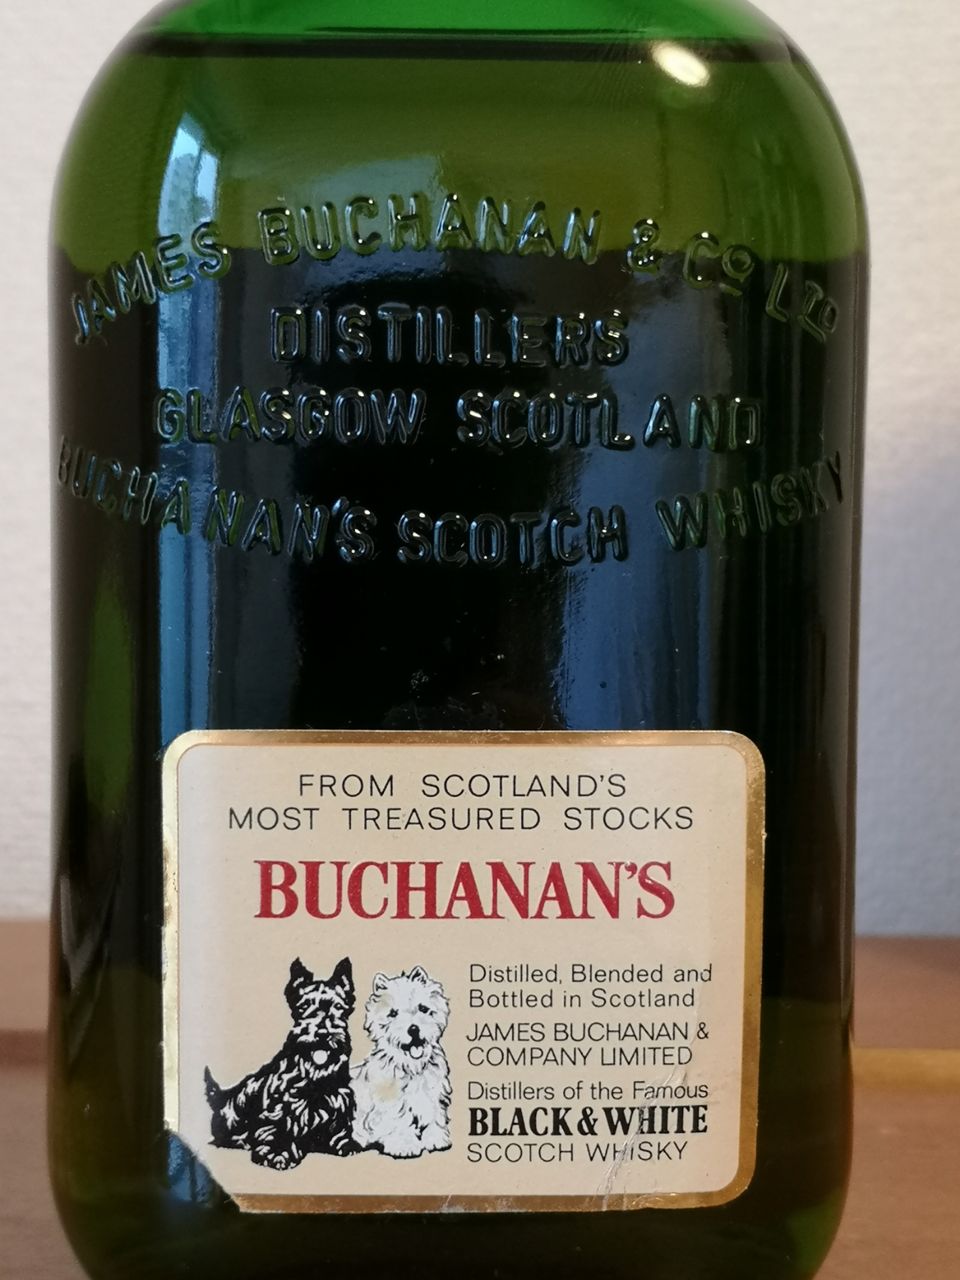 JAMES BUCHANAN & Co LTD
DISTILLERS
GLASGOW SCOTLAND
BUCHANAN'S SCOTCH WHISKY
FROM SCOTLAND'S
MOST TREASURED STOCKS
BUCHANAN'S
Distilled, Blended and
Bottled in Scotland
JAMES BUCHANAN &
COMPANY LIMITED
Distillers of the Famous
BLACK & WHITE
SCOTCH WHISKY